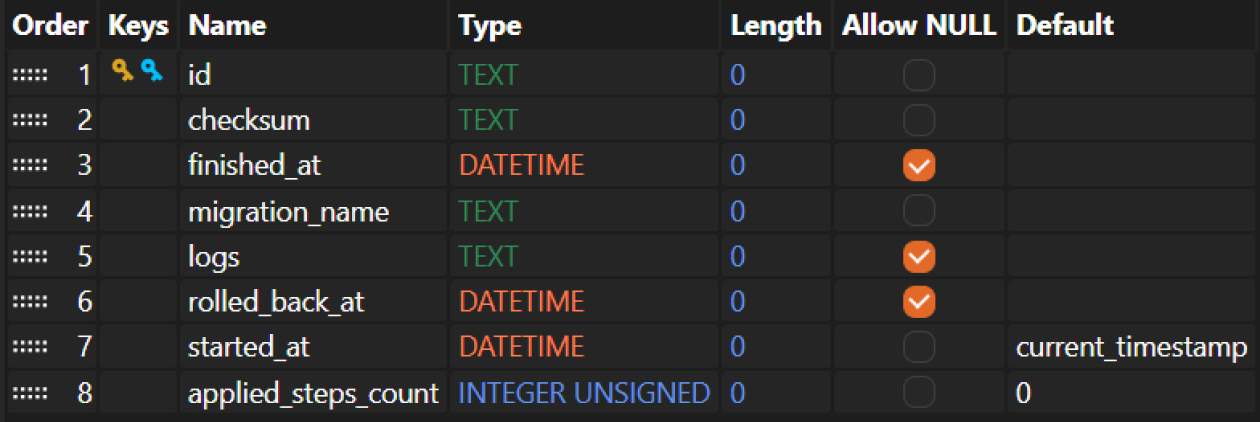 Order Keys Name Type Length Allow NULL Default
1 id TEXT 0
2 checksum TEXT 0
3 finished_at DATETIME 0
4 migration_name TEXT 0
5 logs TEXT 0
6 rolled_back_at DATETIME 0
7 started_at DATETIME 0 current_timestamp
8 applied_steps_count INTEGER UNSIGNED 0 0